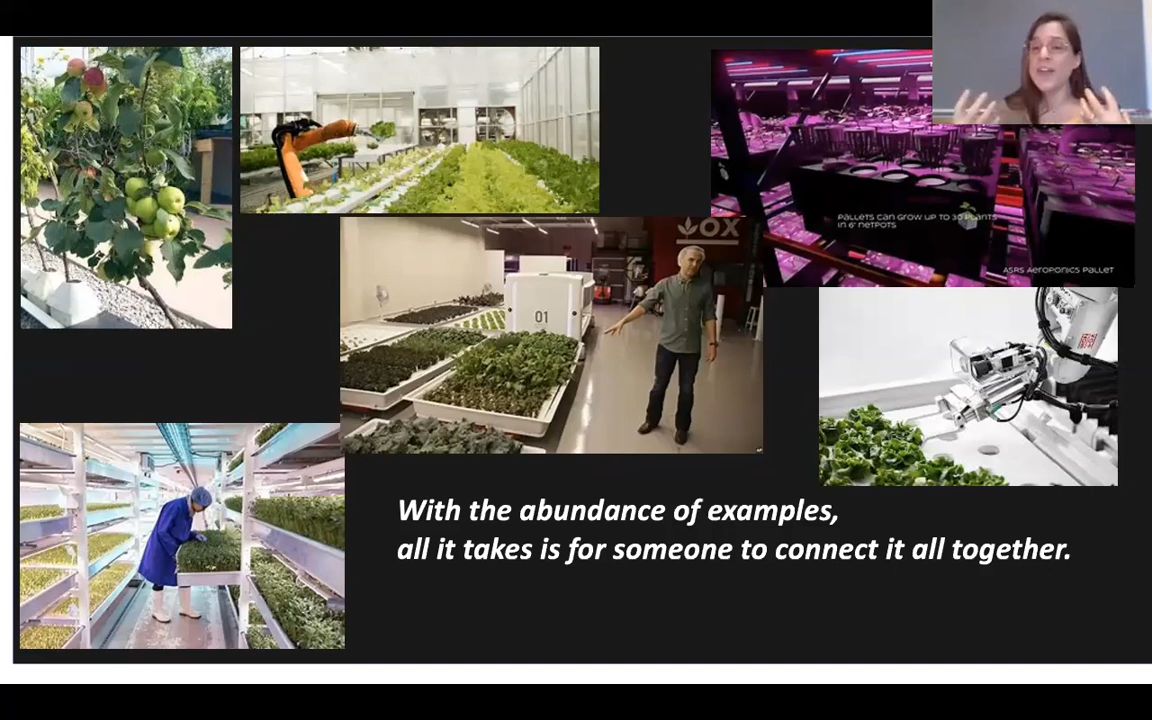 OX
PALLETS CAN GROW UP TO 30 PLANTS
IN 6" NETPOTS
ASRS AEROPONICS PALLET
01
With the abundance of examples,
all it takes is for someone to connect it all together.